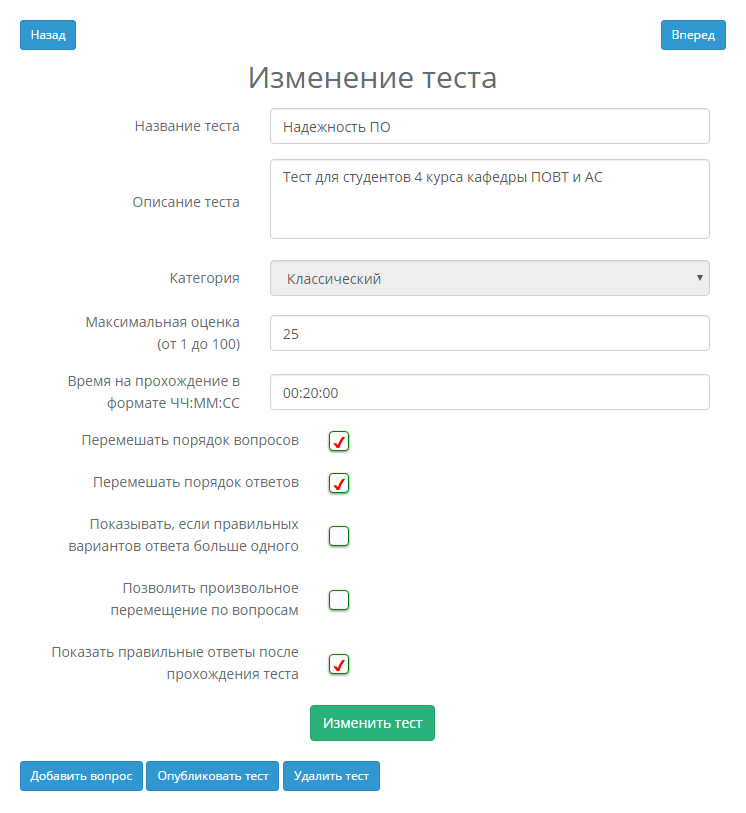 Назад
Вперед
Изменение теста
Название теста
Надежность ПО
Описание теста
Тест для студентов 4 курса кафедры ПОВТ и АС
Категория
Классический
Максимальная оценка
(от 1 до 100)
25
Время на прохождение в
формате ЧЧ:ММ:СС
00:20:00
Перемешать порядок вопросов
Перемешать порядок ответов
Показывать, если правильных
вариантов ответа больше одного
Позволить произвольное
перемещение по вопросам
Показать правильные ответы после
прохождения теста
Изменить тест
Добавить вопрос
Опубликовать тест
Удалить тест